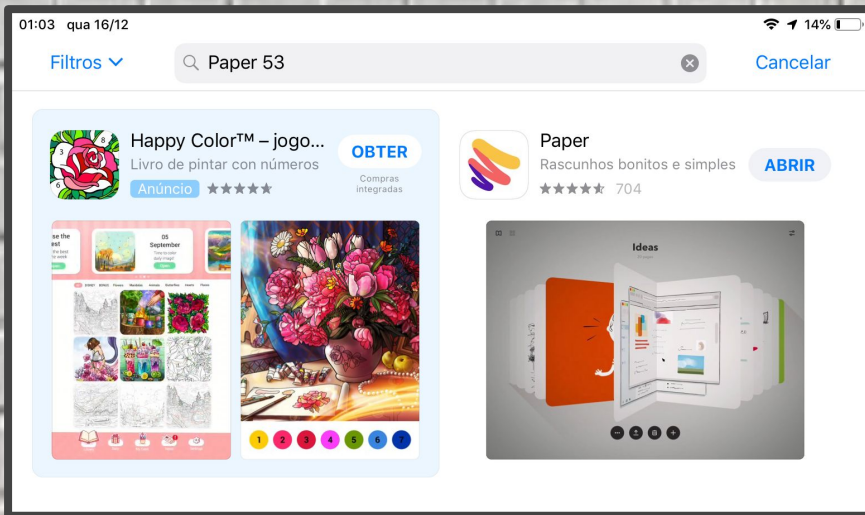 01:03 qua 16/12
14%
Filtros
Paper 53
Cancelar
Happy Color™ – jogo...
Livro de pintar con números
Anúncio
OBTER
Compras
integradas
Paper
Rascunhos bonitos e simples
704
ABRIR
05
September
Ideas
1 2 3 4 5 6 7